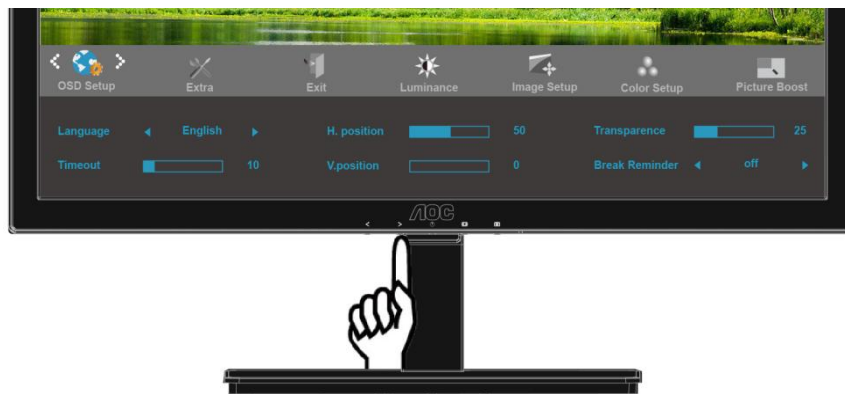 OSD Setup Extra Exit Luminance Image Setup Color Setup Picture Boost
Language English H. position 50 Transparence 25
Timeout 10 V.position 0 Break Reminder off
AOC